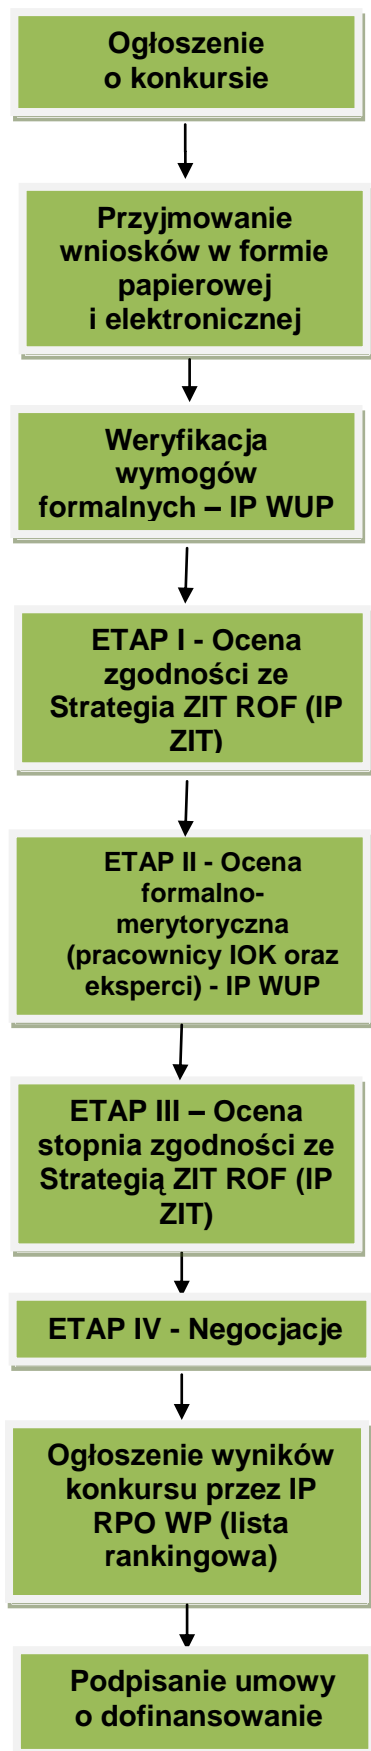 Ogłoszenie
o konkursie
Przyjmowanie
wniosków w formie
papierowej
i elektronicznej
Weryfikacja
wymogów
formalnych – IP WUP
ETAP I - Ocena
zgodności ze
Strategia ZIT ROF (IP
ZIT)
ETAP II - Ocena
formalno-
merytoryczna
(pracownicy IOK oraz
eksperci) - IP WUP
ETAP III – Ocena
stopnia zgodności ze
Strategią ZIT ROF (IP
ZIT)
ETAP IV - Negocjacje
Ogłoszenie wyników
konkursu przez IP
RPO WP (lista
rankingowa)
Podpisanie umowy
o dofinansowanie